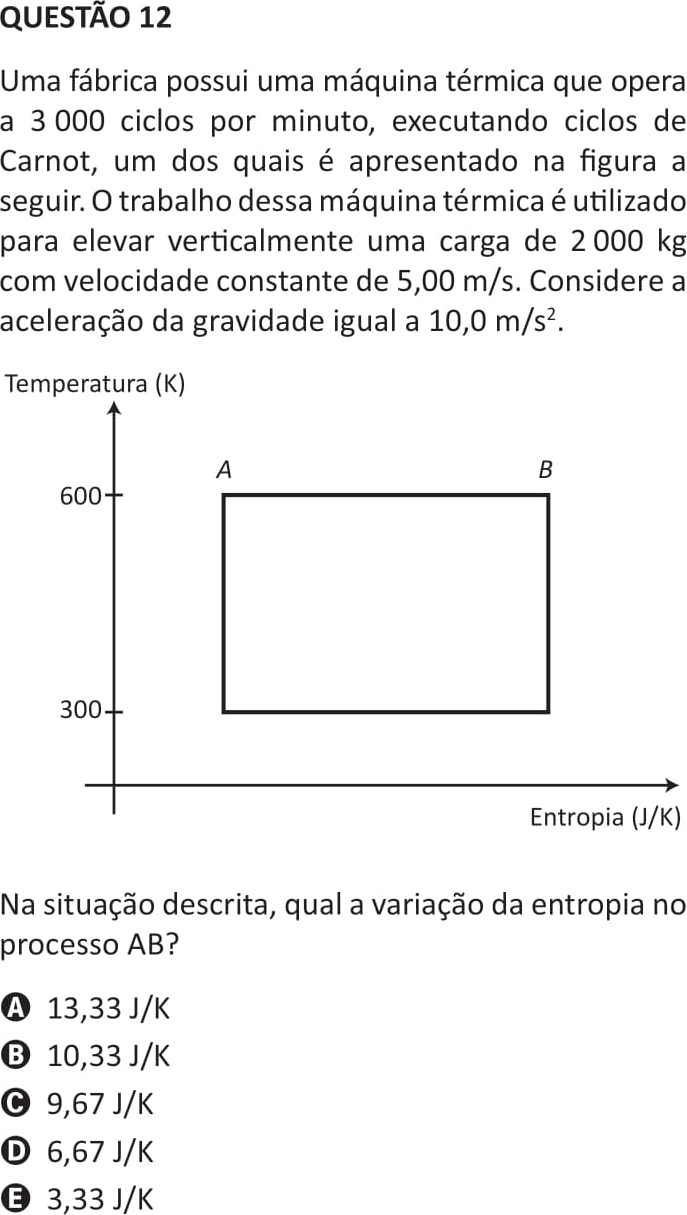 QUESTÃO 12
Uma fábrica possui uma máquina térmica que opera
a 3 000 ciclos por minuto, executando ciclos de
Carnot, um dos quais é apresentado na figura a
seguir. O trabalho dessa máquina térmica é utilizado
para elevar verticalmente uma carga de 2 000 kg
com velocidade constante de 5,00 m/s. Considere a
aceleração da gravidade igual a 10,0 m/s².
Temperatura (K)
A B
600
300
Entropia (J/K)
Na situação descrita, qual a variação da entropia no
processo AB?
A 13,33 J/K
B 10,33 J/K
C 9,67 J/K
D 6,67 J/K
E 3,33 J/K